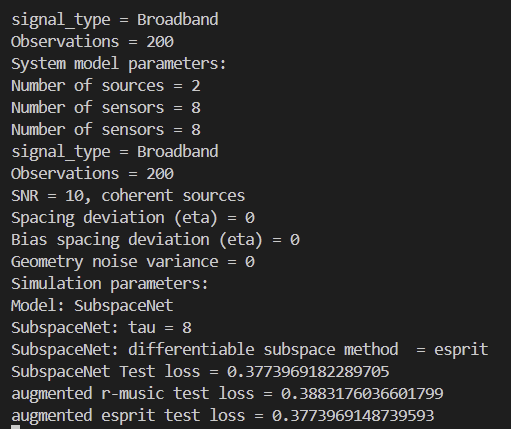 signal_type = Broadband
Observations = 200
System model parameters:
Number of sources = 2
Number of sensors = 8
Number of sensors = 8
signal_type = Broadband
Observations = 200
SNR = 10, coherent sources
Spacing deviation (eta) = 0
Bias spacing deviation (eta) = 0
Geometry noise variance = 0
Simulation parameters:
Model: SubspaceNet
SubspaceNet: tau = 8
SubspaceNet: differentiable subspace method  = esprit
SubspaceNet Test loss = 0.3773969182289705
augmented r-music test loss = 0.3883176036601799
augmented esprit test loss = 0.3773969148739593